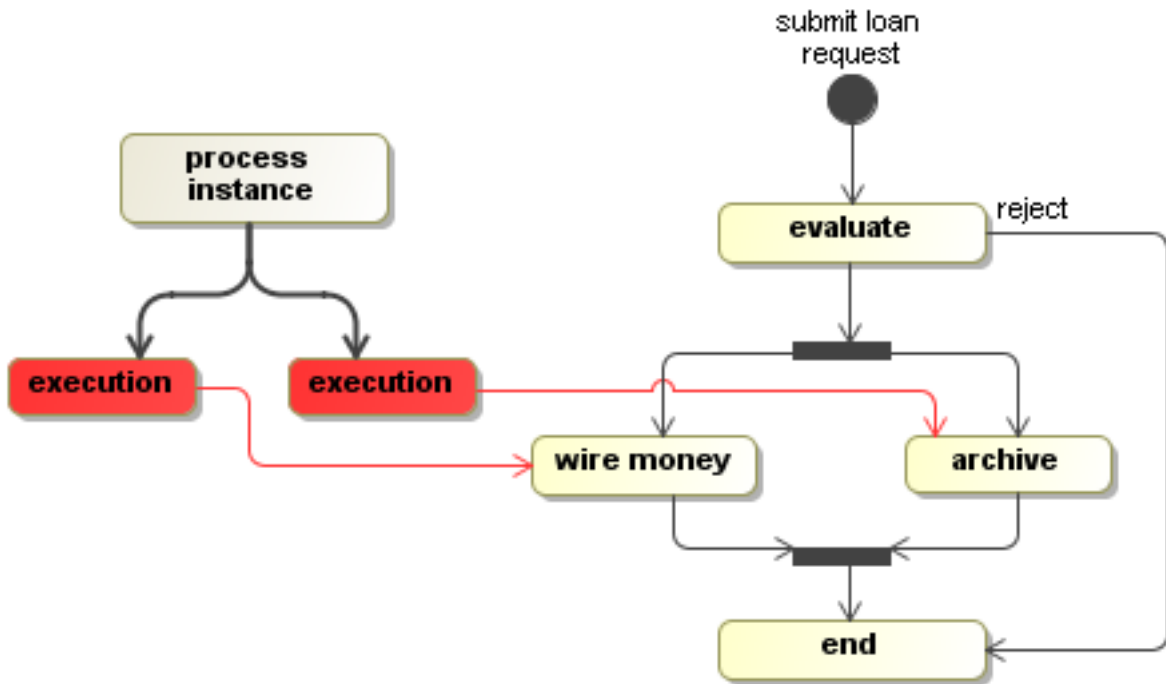 submit loan
request
process
instance
evaluate
reject
execution
execution
wire money
archive
end